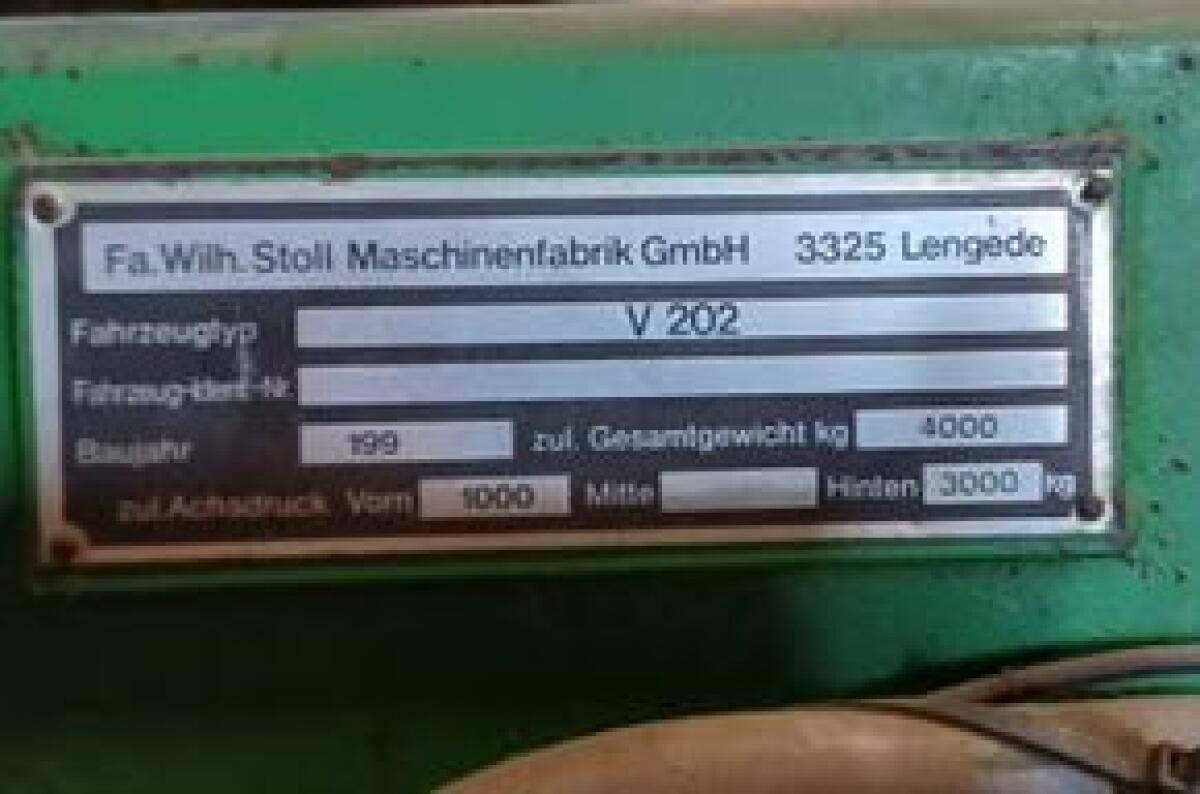 Fa. Wilh. Stoll Maschinenfabrik GmbH 3325 Lengede
Fahrzeugtyp V 202
Fahrzeug-Ident.-Nr.
Baujahr 199 zul. Gesamtgewicht kg 4000
zul. Achsdruck Vorn 1000 Mitte Hinten 3000 kg